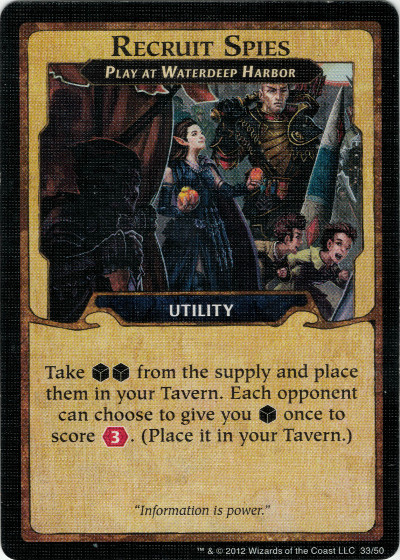 Recruit Spies
Play at Waterdeep Harbor
UTILITY
Take from the supply and place
them in your Tavern. Each opponent
can choose to give you once to
score 3. (Place it in your Tavern.)
“Information is power.”
™ & © 2012 Wizards of the Coast LLC 33/50